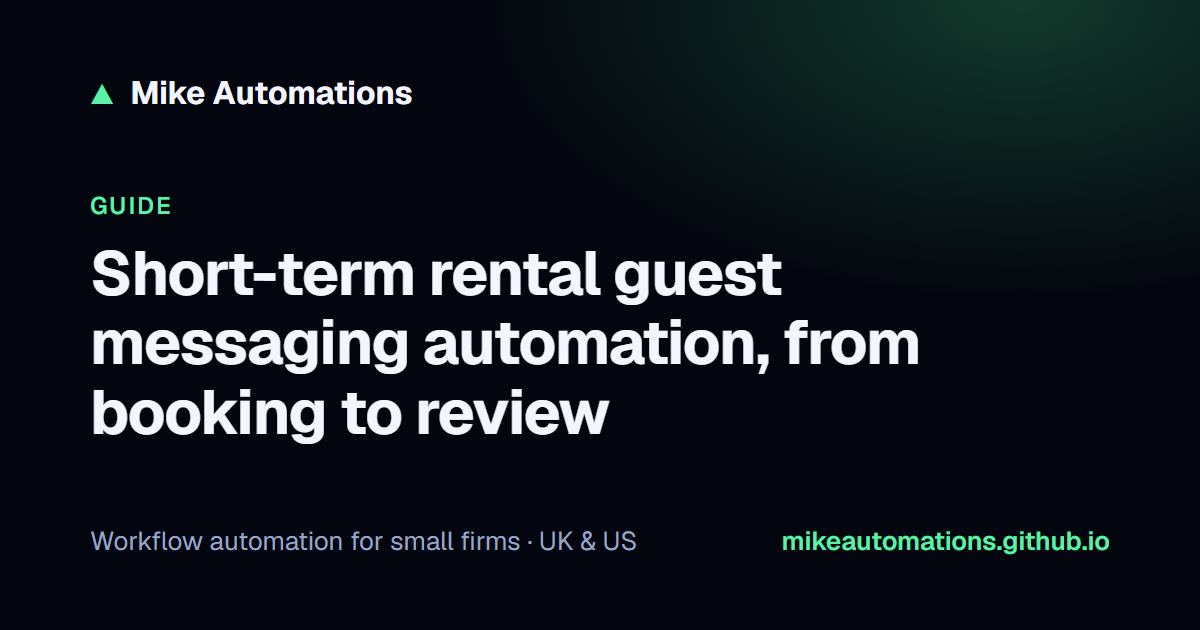 Mike Automations
GUIDE
Short-term rental guest
messaging automation, from
booking to review
Workflow automation for small firms · UK & US
mikeautomations.github.io